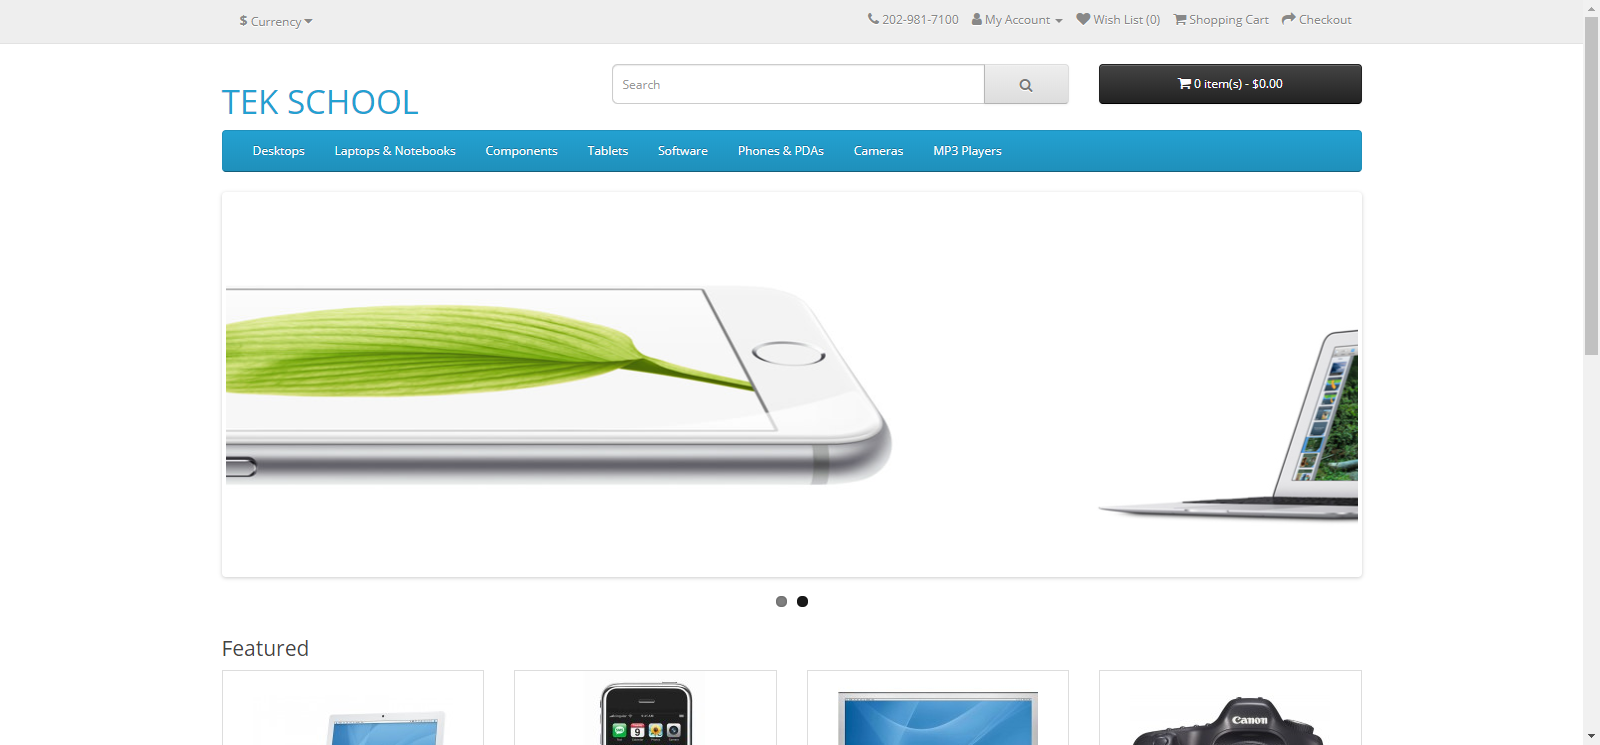 $ Currency
202-981-7100 My Account Wish List (0) Shopping Cart Checkout
TEK SCHOOL
Search
0 item(s) - $0.00
Desktops Laptops & Notebooks Components Tablets Software Phones & PDAs Cameras MP3 Players
Featured
9
Canon